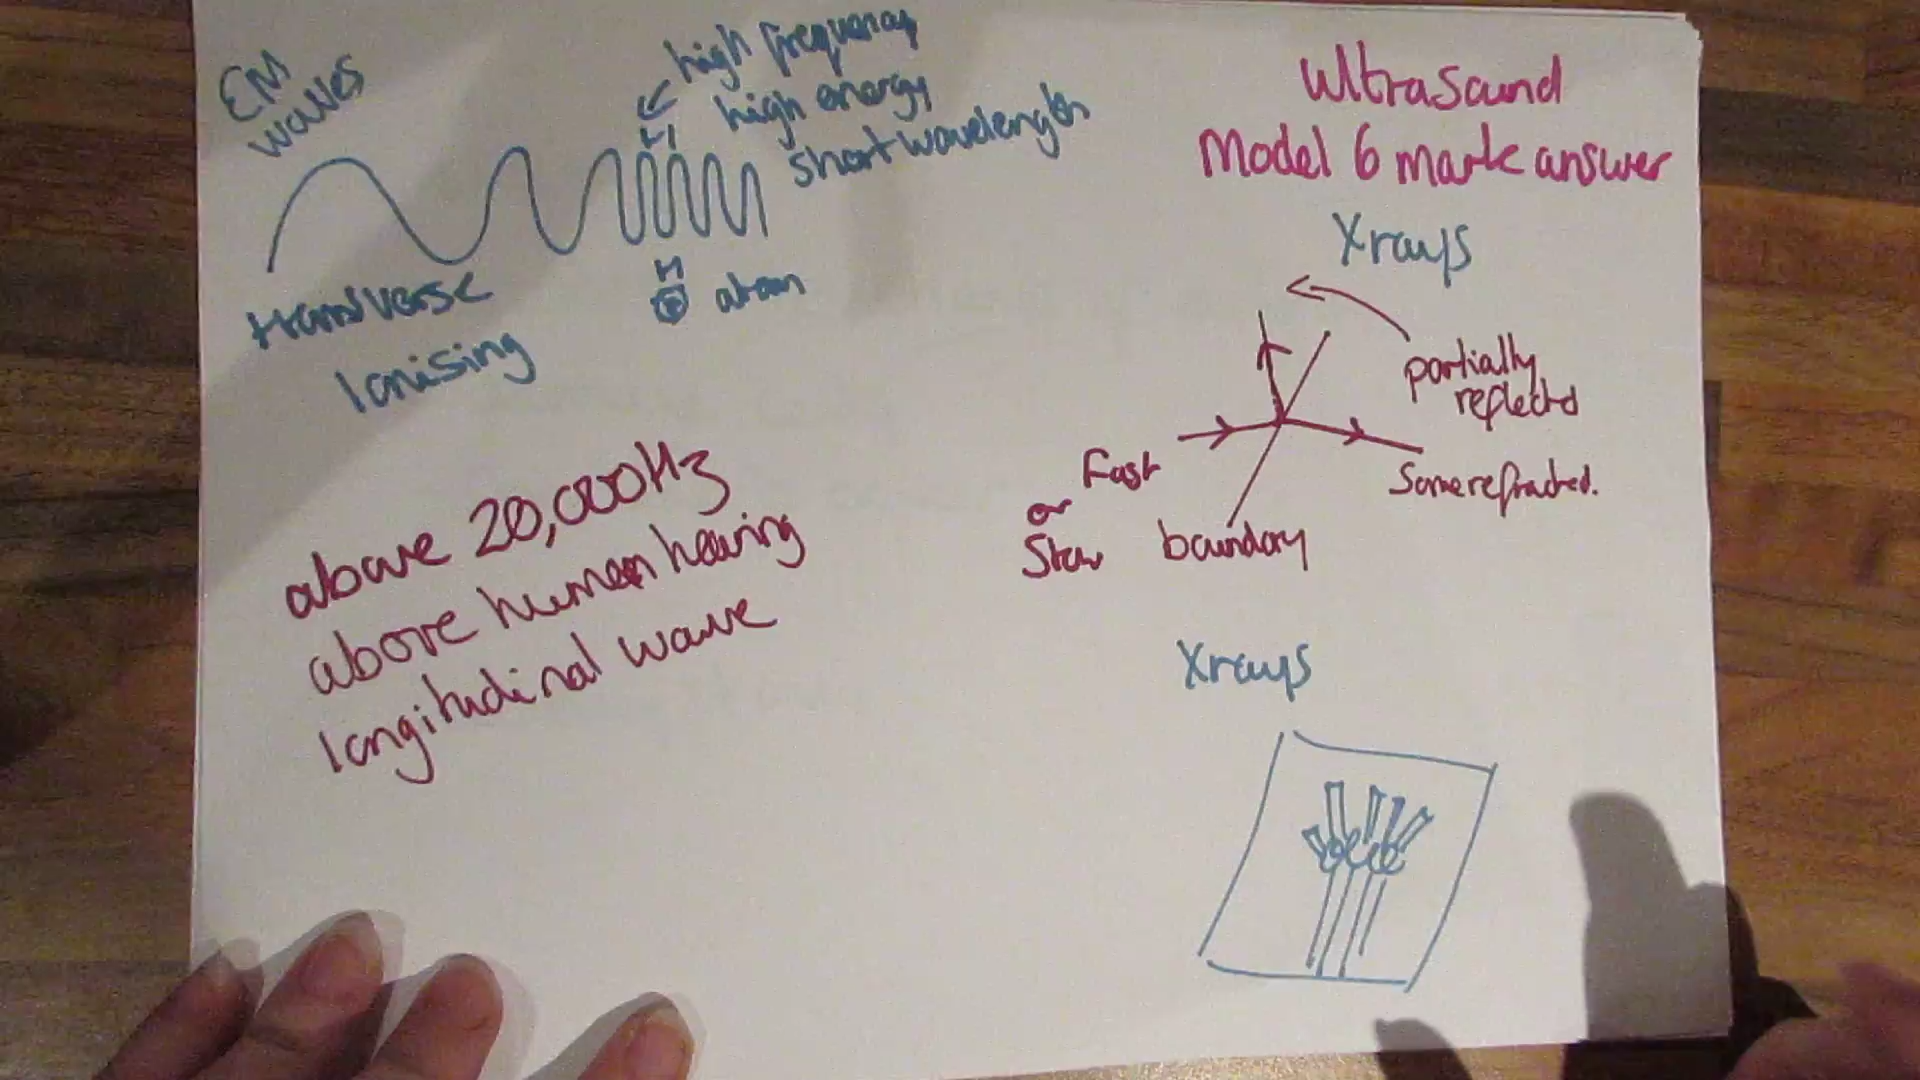 EM
waves
high frequency
high energy
short wavelength
atom
transverse
Ionising
above 20,000Hz
above human hearing
longitudinal wave
Ultrasound
Model 6 mark answer
Xrays
partially
reflected
Some refracted.
Fast
or
Slow
boundary
Xrays